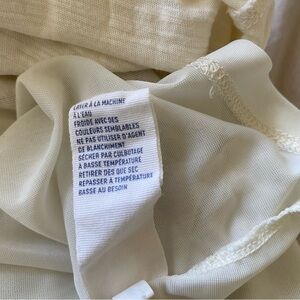 LAVER À LA MACHINE
À L'EAU
FROIDE AVEC DES
COULEURS SEMBLABLES
NE PAS UTILISER D'AGENT
DE BLANCHIMENT
SÉCHER PAR CULBUTAGE
À BASSE TEMPÉRATURE
RETIRER DÈS QUE SEC
REPASSER À TEMPÉRATURE
BASSE AU BESOIN